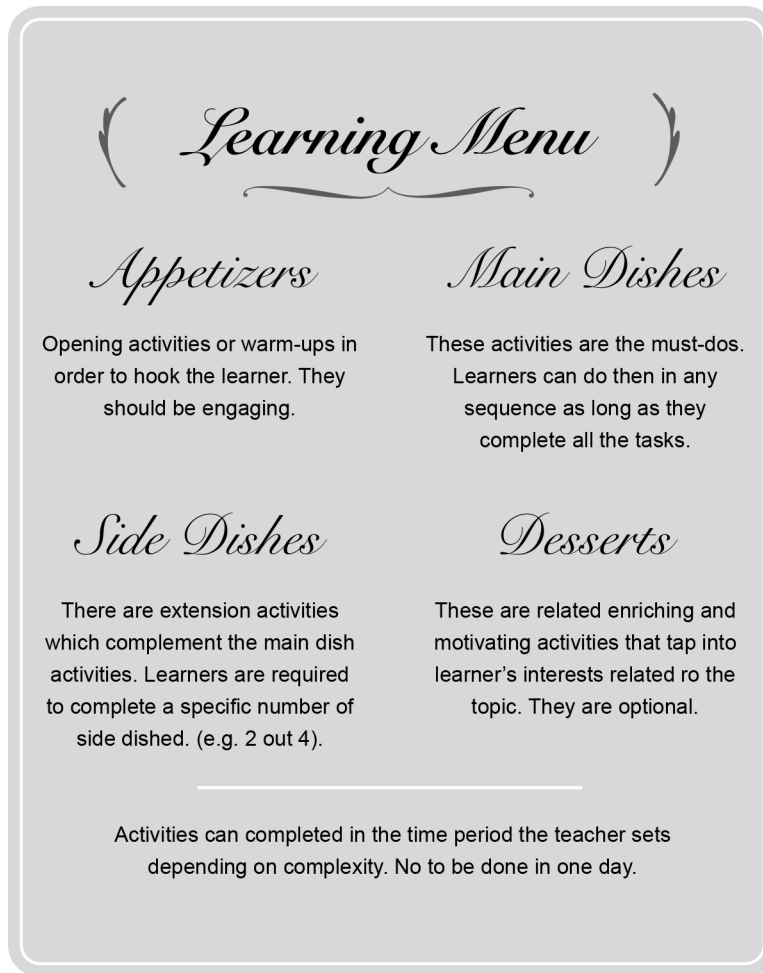 Learning Menu
Appetizers
Opening activities or warm-ups in
order to hook the learner. They
should be engaging.
Main Dishes
These activities are the must-dos.
Learners can do then in any
sequence as long as they
complete all the tasks.
Side Dishes
There are extension activities
which complement the main dish
activities. Learners are required
to complete a specific number of
side dished. (e.g. 2 out 4).
Desserts
These are related enriching and
motivating activities that tap into
learner’s interests related ro the
topic. They are optional.
Activities can completed in the time period the teacher sets
depending on complexity. No to be done in one day.